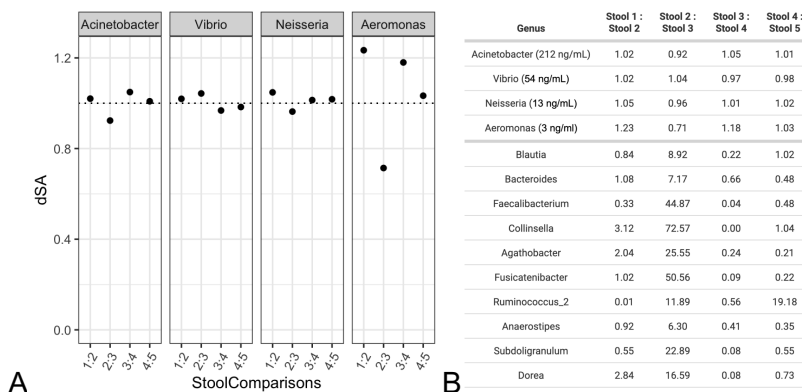 Acinetobacter Vibrio Neisseria Aeromonas
1.2
0.8
0.4
0.0
dSA
1:2 2:3 3:4 4:5 1:2 2:3 3:4 4:5 1:2 2:3 3:4 4:5 1:2 2:3 3:4 4:5
StoolComparisons
A
Genus Stool 1 : Stool 2 Stool 2 : Stool 3 Stool 3 : Stool 4 Stool 4 : Stool 5
Acinetobacter (212 ng/mL) 1.02 0.92 1.05 1.01
Vibrio (54 ng/mL) 1.02 1.04 0.97 0.98
Neisseria (13 ng/mL) 1.05 0.96 1.01 1.02
Aeromonas (3 ng/ml) 1.23 0.71 1.18 1.03
Blautia 0.84 8.92 0.22 1.02
Bacteroides 1.08 7.17 0.66 0.48
Faecalibacterium 0.33 44.87 0.04 0.48
Collinsella 3.12 72.57 0.00 1.04
Agathobacter 2.04 25.55 0.24 0.21
Fusicatenibacter 1.02 50.56 0.09 0.22
Ruminococcus_2 0.01 11.89 0.56 19.18
Anaerostipes 0.92 6.30 0.41 0.35
Subdoligranulum 0.55 22.89 0.08 0.55
Dorea 2.84 16.59 0.08 0.73
B